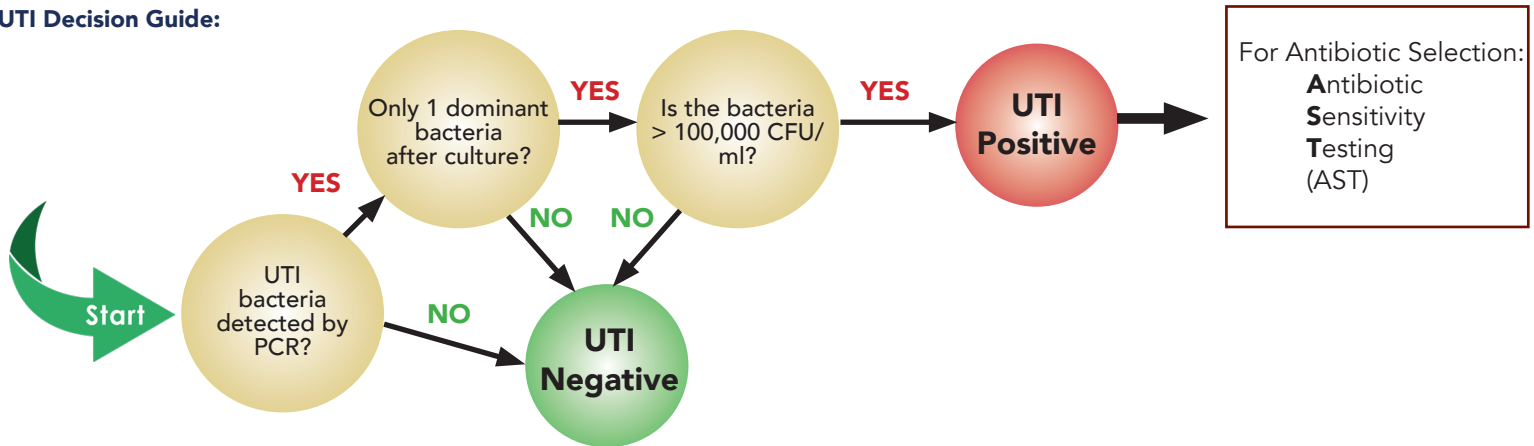 UTI Decision Guide:
Start
UTI
bacteria
detected by
PCR?
YES
NO
Only 1 dominant
bacteria
after culture?
YES
NO
Is the bacteria
> 100,000 CFU/
ml?
YES
NO
UTI
Positive
UTI
Negative
For Antibiotic Selection:
Antibiotic
Sensitivity
Testing
(AST)